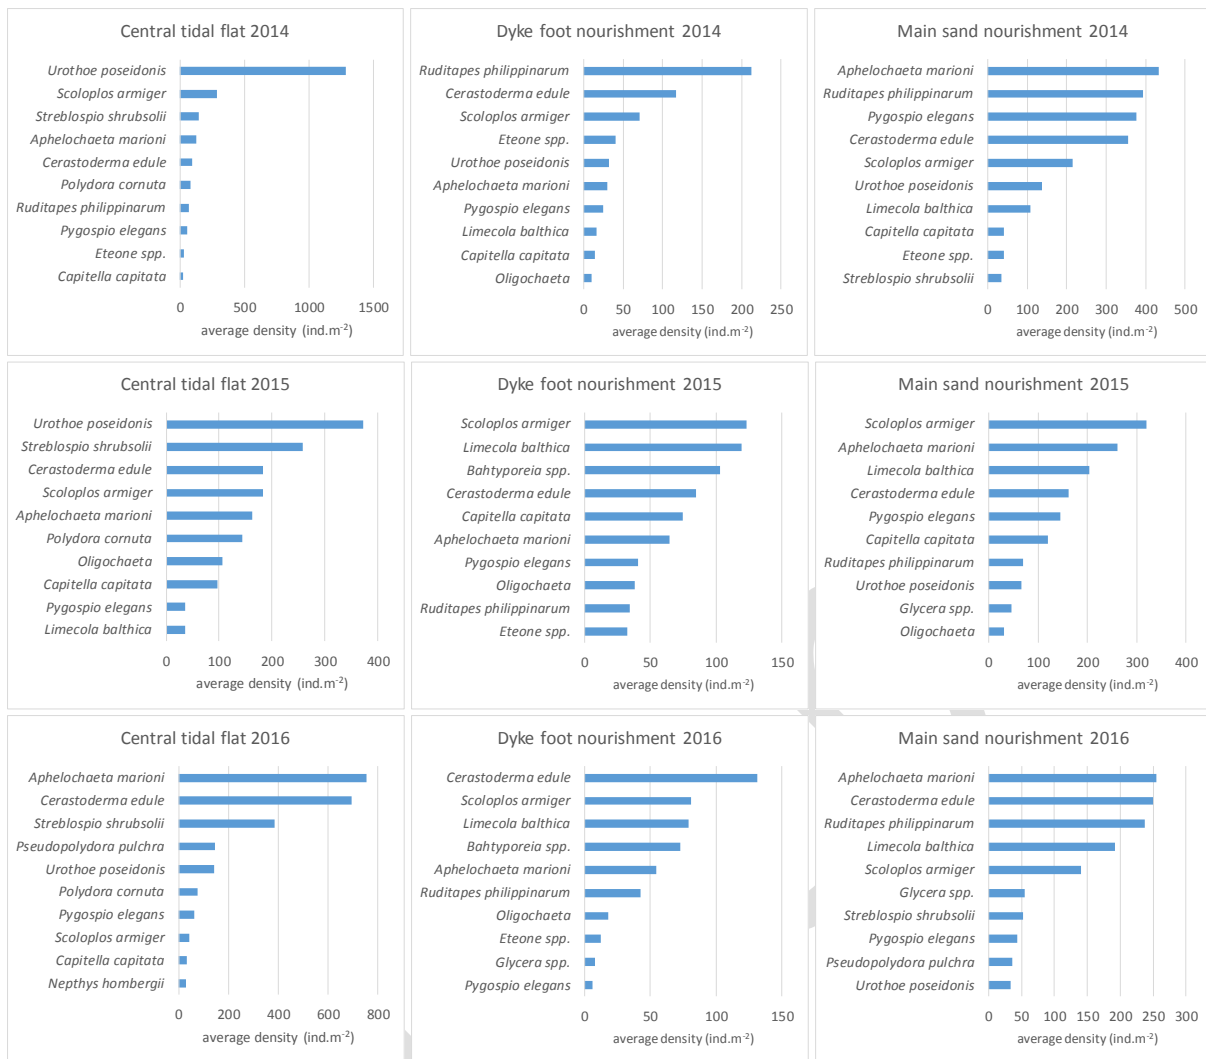 Central tidal flat 2014
Urothoe poseidonis
Scoloplos armiger
Streblospio shrubsolii
Aphelochaeta marioni
Cerastoderma edule
Polydora cornuta
Ruditapes philippinarum
Pygospio elegans
Eteone spp.
Capitella capitata
0 500 1000 1500
average density (ind.m⁻²)
Dyke foot nourishment 2014
Ruditapes philippinarum
Cerastoderma edule
Scoloplos armiger
Eteone spp.
Urothoe poseidonis
Aphelochaeta marioni
Pygospio elegans
Limecola balthica
Capitella capitata
Oligochaeta
0 50 100 150 200 250
average density (ind.m⁻²)
Main sand nourishment 2014
Aphelochaeta marioni
Ruditapes philippinarum
Pygospio elegans
Cerastoderma edule
Scoloplos armiger
Urothoe poseidonis
Limecola balthica
Capitella capitata
Eteone spp.
Streblospio shrubsolii
0 100 200 300 400 500
average density (ind.m⁻²)
Central tidal flat 2015
Urothoe poseidonis
Streblospio shrubsolii
Cerastoderma edule
Scoloplos armiger
Aphelochaeta marioni
Polydora cornuta
Oligochaeta
Capitella capitata
Pygospio elegans
Limecola balthica
0 100 200 300 400
average density (ind.m⁻²)
Dyke foot nourishment 2015
Scoloplos armiger
Limecola balthica
Bahtyporeia spp.
Cerastoderma edule
Capitella capitata
Aphelochaeta marioni
Pygospio elegans
Oligochaeta
Ruditapes philippinarum
Eteone spp.
0 50 100 150
average density (ind.m⁻²)
Main sand nourishment 2015
Scoloplos armiger
Aphelochaeta marioni
Limecola balthica
Cerastoderma edule
Pygospio elegans
Capitella capitata
Ruditapes philippinarum
Urothoe poseidonis
Glycera spp.
Oligochaeta
0 100 200 300 400
average density (ind.m⁻²)
Central tidal flat 2016
Aphelochaeta marioni
Cerastoderma edule
Streblospio shrubsolii
Pseudopolydora pulchra
Urothoe poseidonis
Polydora cornuta
Pygospio elegans
Scoloplos armiger
Capitella capitata
Nepthys hombergii
0 200 400 600 800
average density (ind.m⁻²)
Dyke foot nourishment 2016
Cerastoderma edule
Scoloplos armiger
Limecola balthica
Bahtyporeia spp.
Aphelochaeta marioni
Ruditapes philippinarum
Oligochaeta
Eteone spp.
Glycera spp.
Pygospio elegans
0 50 100 150
average density (ind.m⁻²)
Main sand nourishment 2016
Aphelochaeta marioni
Cerastoderma edule
Ruditapes philippinarum
Limecola balthica
Scoloplos armiger
Glycera spp.
Streblospio shrubsolii
Pygospio elegans
Pseudopolydora pulchra
Urothoe poseidonis
0 50 100 150 200 250 300
average density (ind.m⁻²)